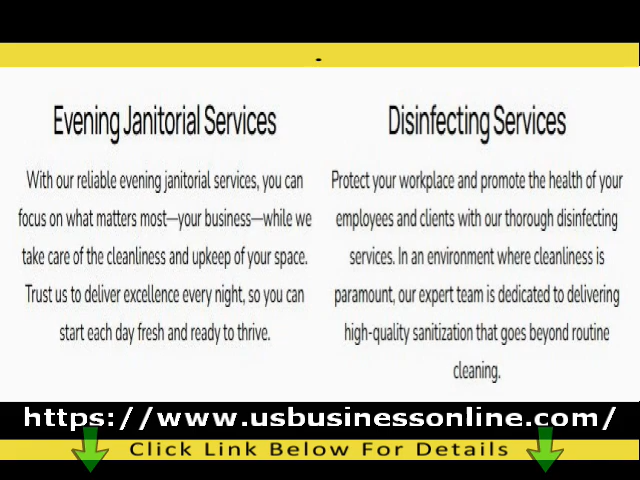 Evening Janitorial Services
With our reliable evening janitorial services, you can
focus on what matters most—your business—while we
take care of the cleanliness and upkeep of your space.
Trust us to deliver excellence every night, so you can
start each day fresh and ready to thrive.
Disinfecting Services
Protect your workplace and promote the health of your
employees and clients with our thorough disinfecting
services. In an environment where cleanliness is
paramount, our expert team is dedicated to delivering
high-quality sanitization that goes beyond routine
cleaning.
https://www.usbusinessonline.com/
Click Link Below For Details